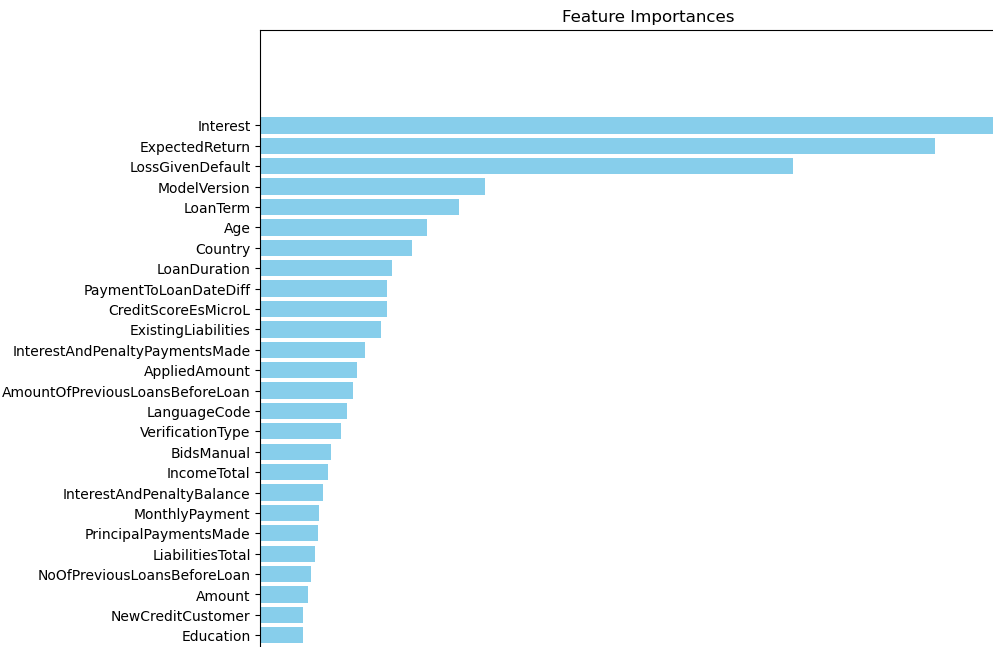 Feature Importances
Interest
ExpectedReturn
LossGivenDefault
ModelVersion
LoanTerm
Age
Country
LoanDuration
PaymentToLoanDateDiff
CreditScoreEsMicroL
ExistingLiabilities
InterestAndPenaltyPaymentsMade
AppliedAmount
AmountOfPreviousLoansBeforeLoan
LanguageCode
VerificationType
BidsManual
IncomeTotal
InterestAndPenaltyBalance
MonthlyPayment
PrincipalPaymentsMade
LiabilitiesTotal
NoOfPreviousLoansBeforeLoan
Amount
NewCreditCustomer
Education